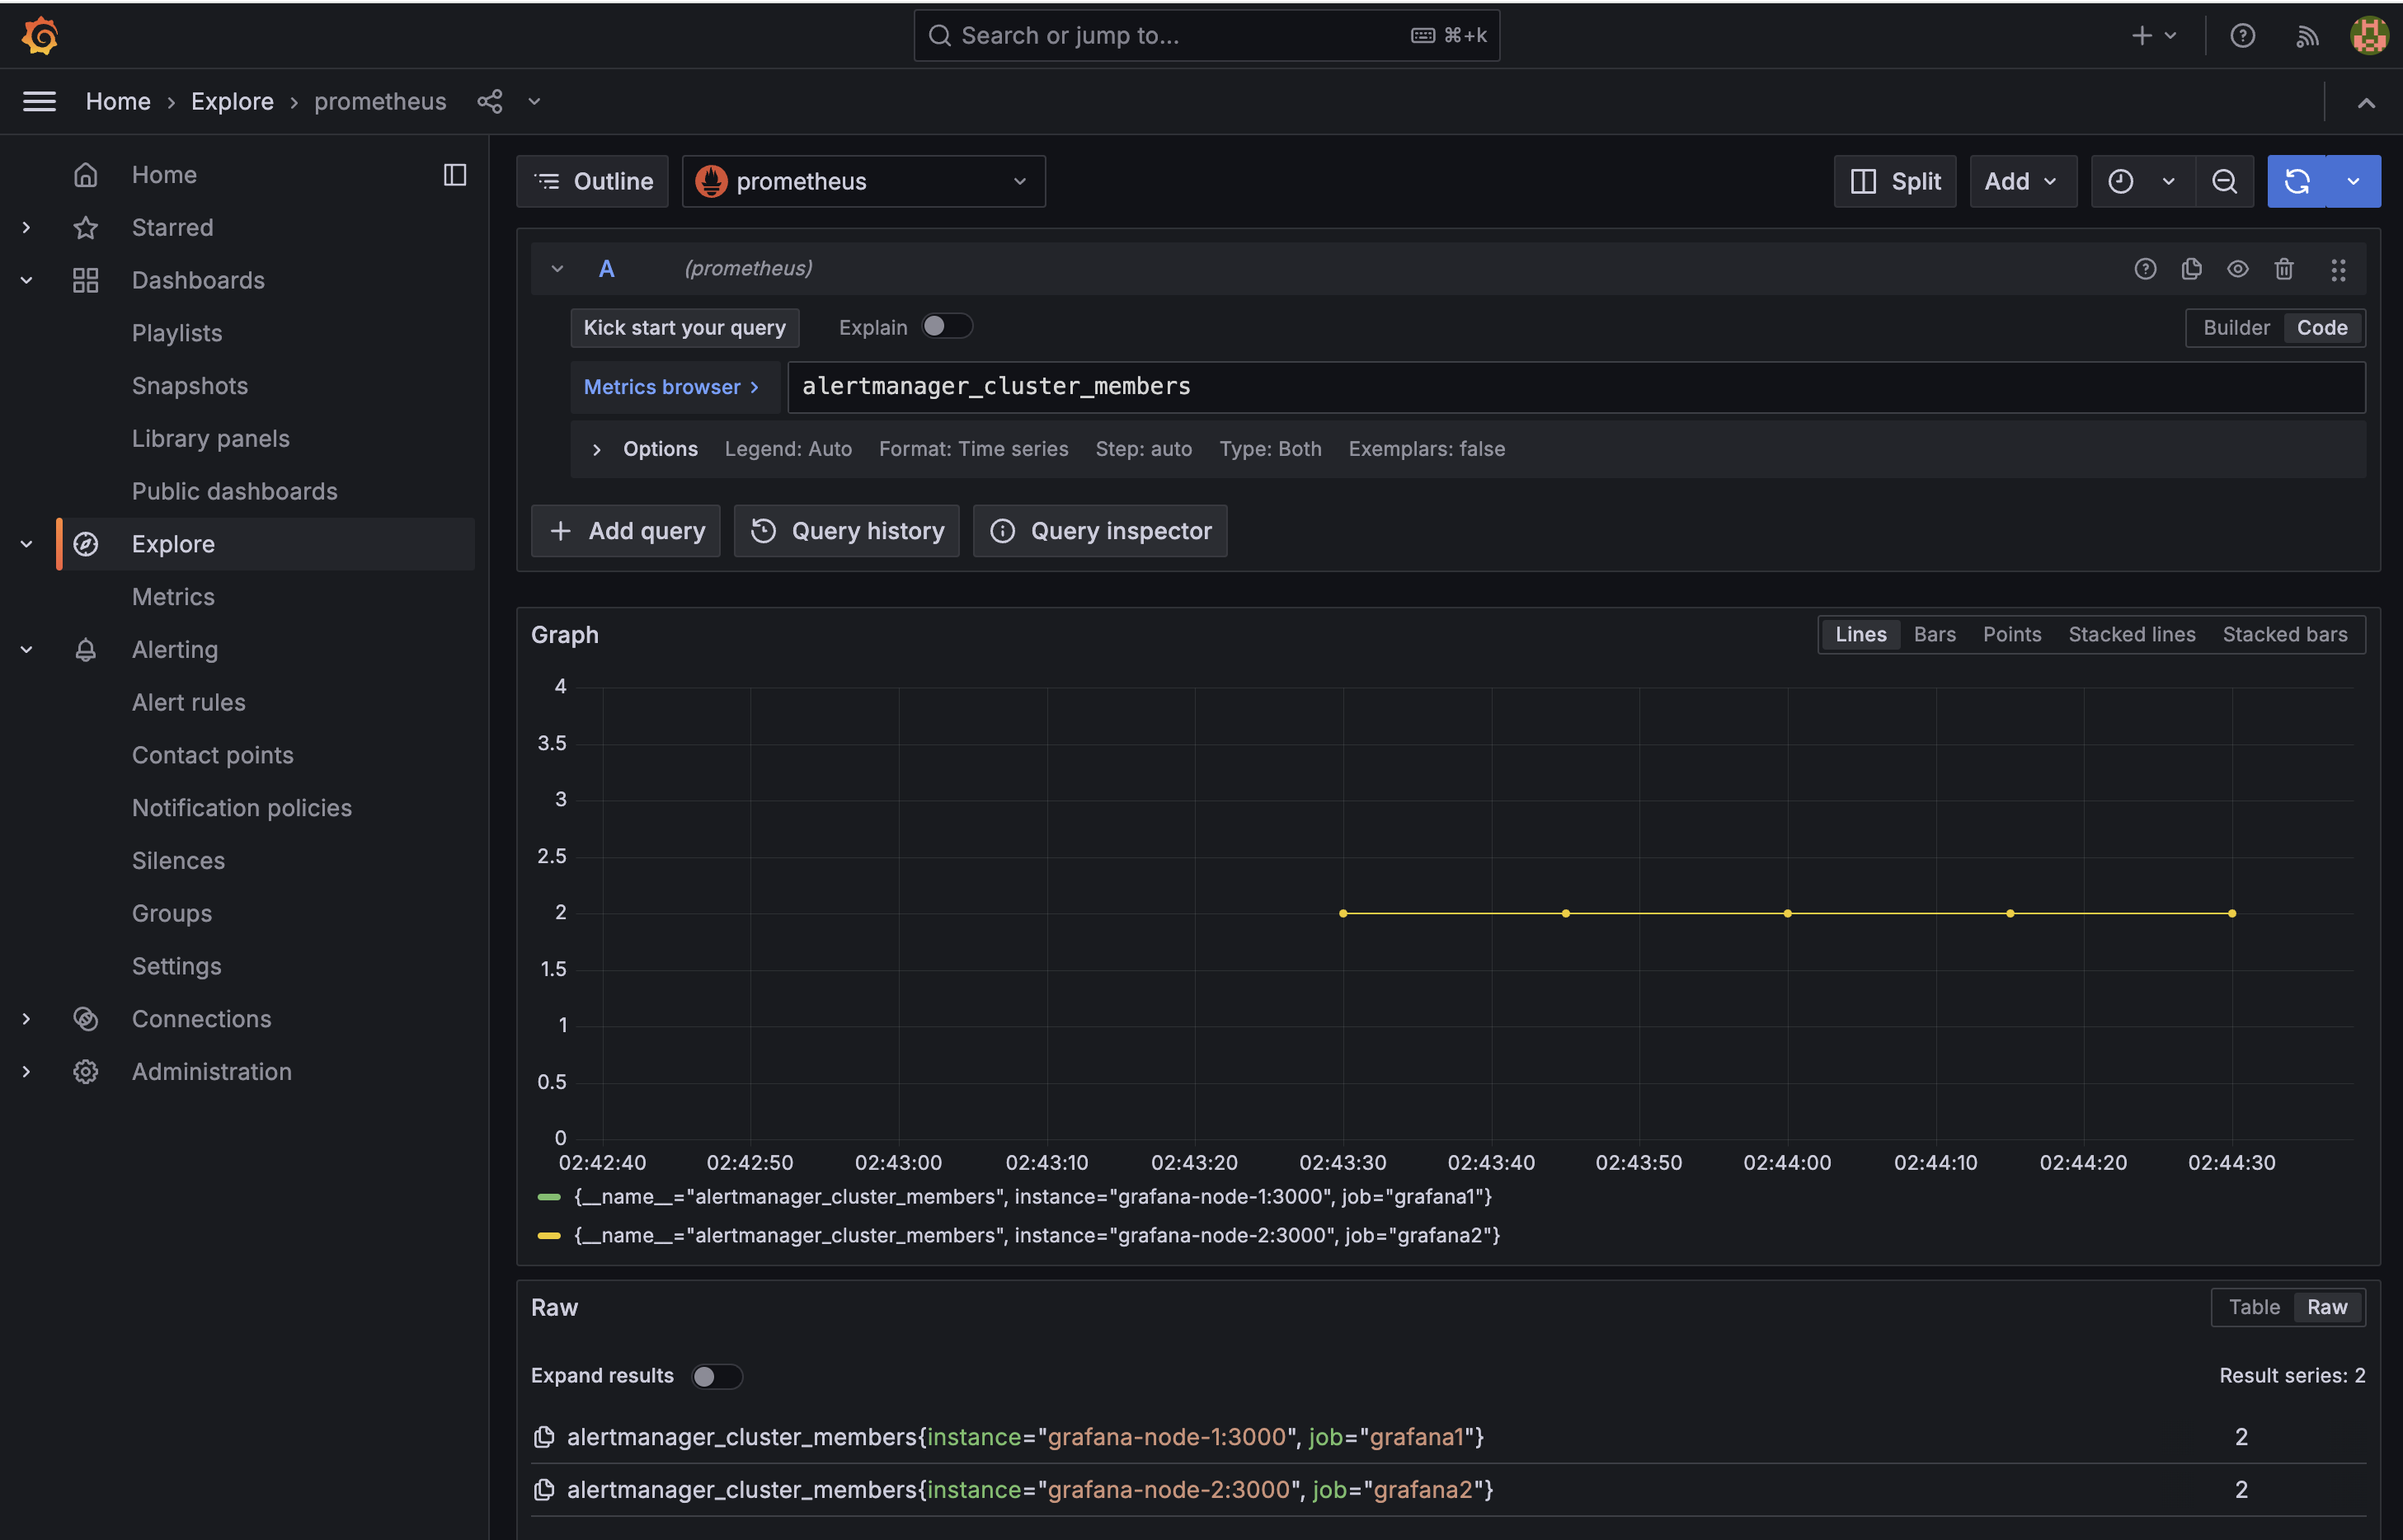 Search or jump to... ⌘+k
Home › Explore › prometheus
Home
Starred
Dashboards
Playlists
Snapshots
Library panels
Public dashboards
Explore
Metrics
Alerting
Alert rules
Contact points
Notification policies
Silences
Groups
Settings
Connections
Administration
Outline prometheus Split Add
A (prometheus)
Kick start your query Explain Builder Code
Metrics browser › alertmanager_cluster_members
Options Legend: Auto Format: Time series Step: auto Type: Both Exemplars: false
+ Add query Query history Query inspector
Graph Lines Bars Points Stacked lines Stacked bars
4
3.5
3
2.5
2
1.5
1
0.5
0
02:42:40 02:42:50 02:43:00 02:43:10 02:43:20 02:43:30 02:43:40 02:43:50 02:44:00 02:44:10 02:44:20 02:44:30
{__name__="alertmanager_cluster_members", instance="grafana-node-1:3000", job="grafana1"}
{__name__="alertmanager_cluster_members", instance="grafana-node-2:3000", job="grafana2"}
Raw Table Raw
Expand results Result series: 2
alertmanager_cluster_members{instance="grafana-node-1:3000", job="grafana1"} 2
alertmanager_cluster_members{instance="grafana-node-2:3000", job="grafana2"} 2